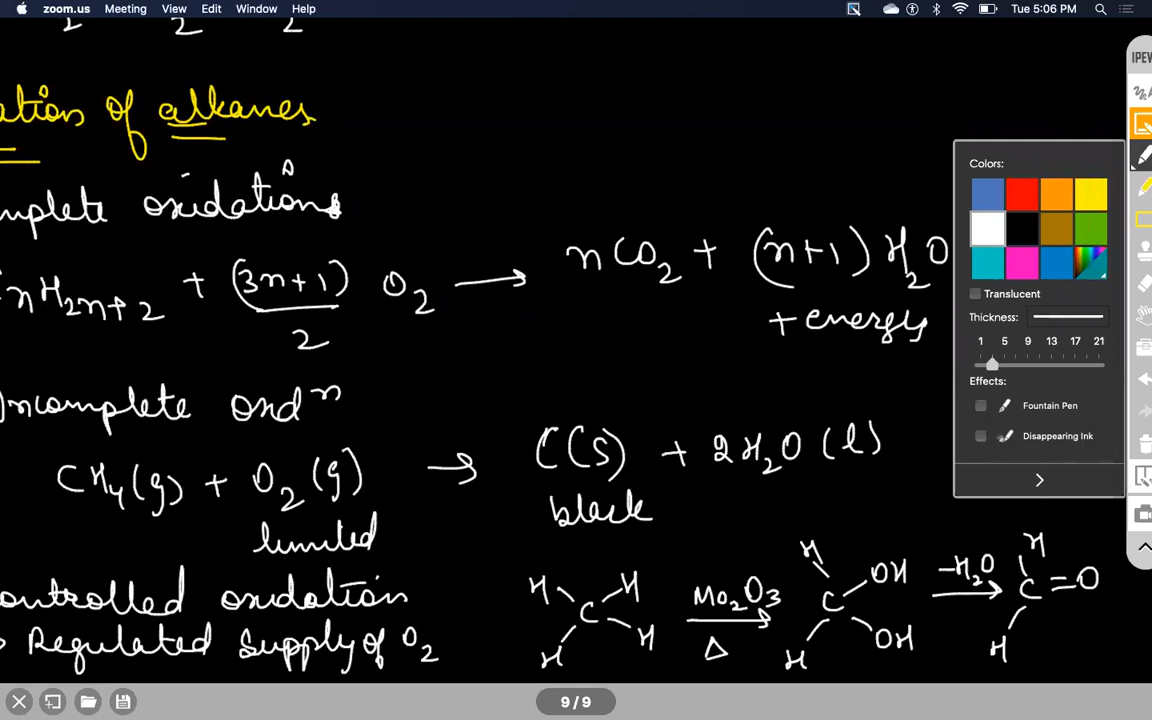 zoom.us Meeting View Edit Window Help Tue 5:06 PM
ation of alkanes
IPEV
Colors:
mplete oxidations
nH2n+2 + (3n+1)/2 O2 → nCO2 + (n+1) H2O
+ energy
Translucent
Thickness:
1 5 9 13 17 21
Effects:
Fountain Pen
Disappearing Ink
Incomplete oxdn
CH4(g) + O2(g) → C(s) + 2H2O(l)
limited
black
ontrolled oxidation
Regulated Supply of O2
H H C H H Mo2O3 Δ → H C OH OH H -H2O → H C=O H
9 / 9